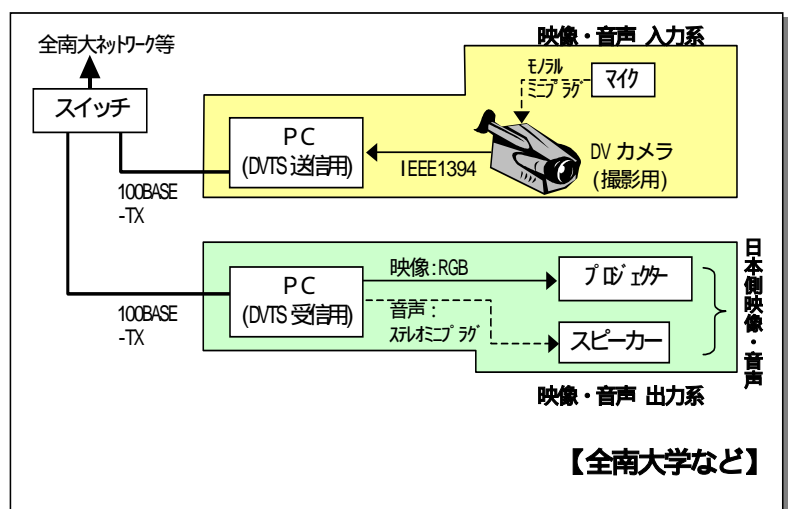 全南大ネットワーク等
スイッチ
映像・音声 入力系
モノラル
ミニプラグ
マイク
PC
(DVTS送信用)
IEEE1394
DVカメラ
(撮影用)
100BASE
-TX
100BASE
-TX
PC
(DVTS受信用)
映像:RGB
音声:
ステレオミニプラグ
プロジェクター
スピーカー
日本側映像・音声
映像・音声 出力系
【全南大学など】